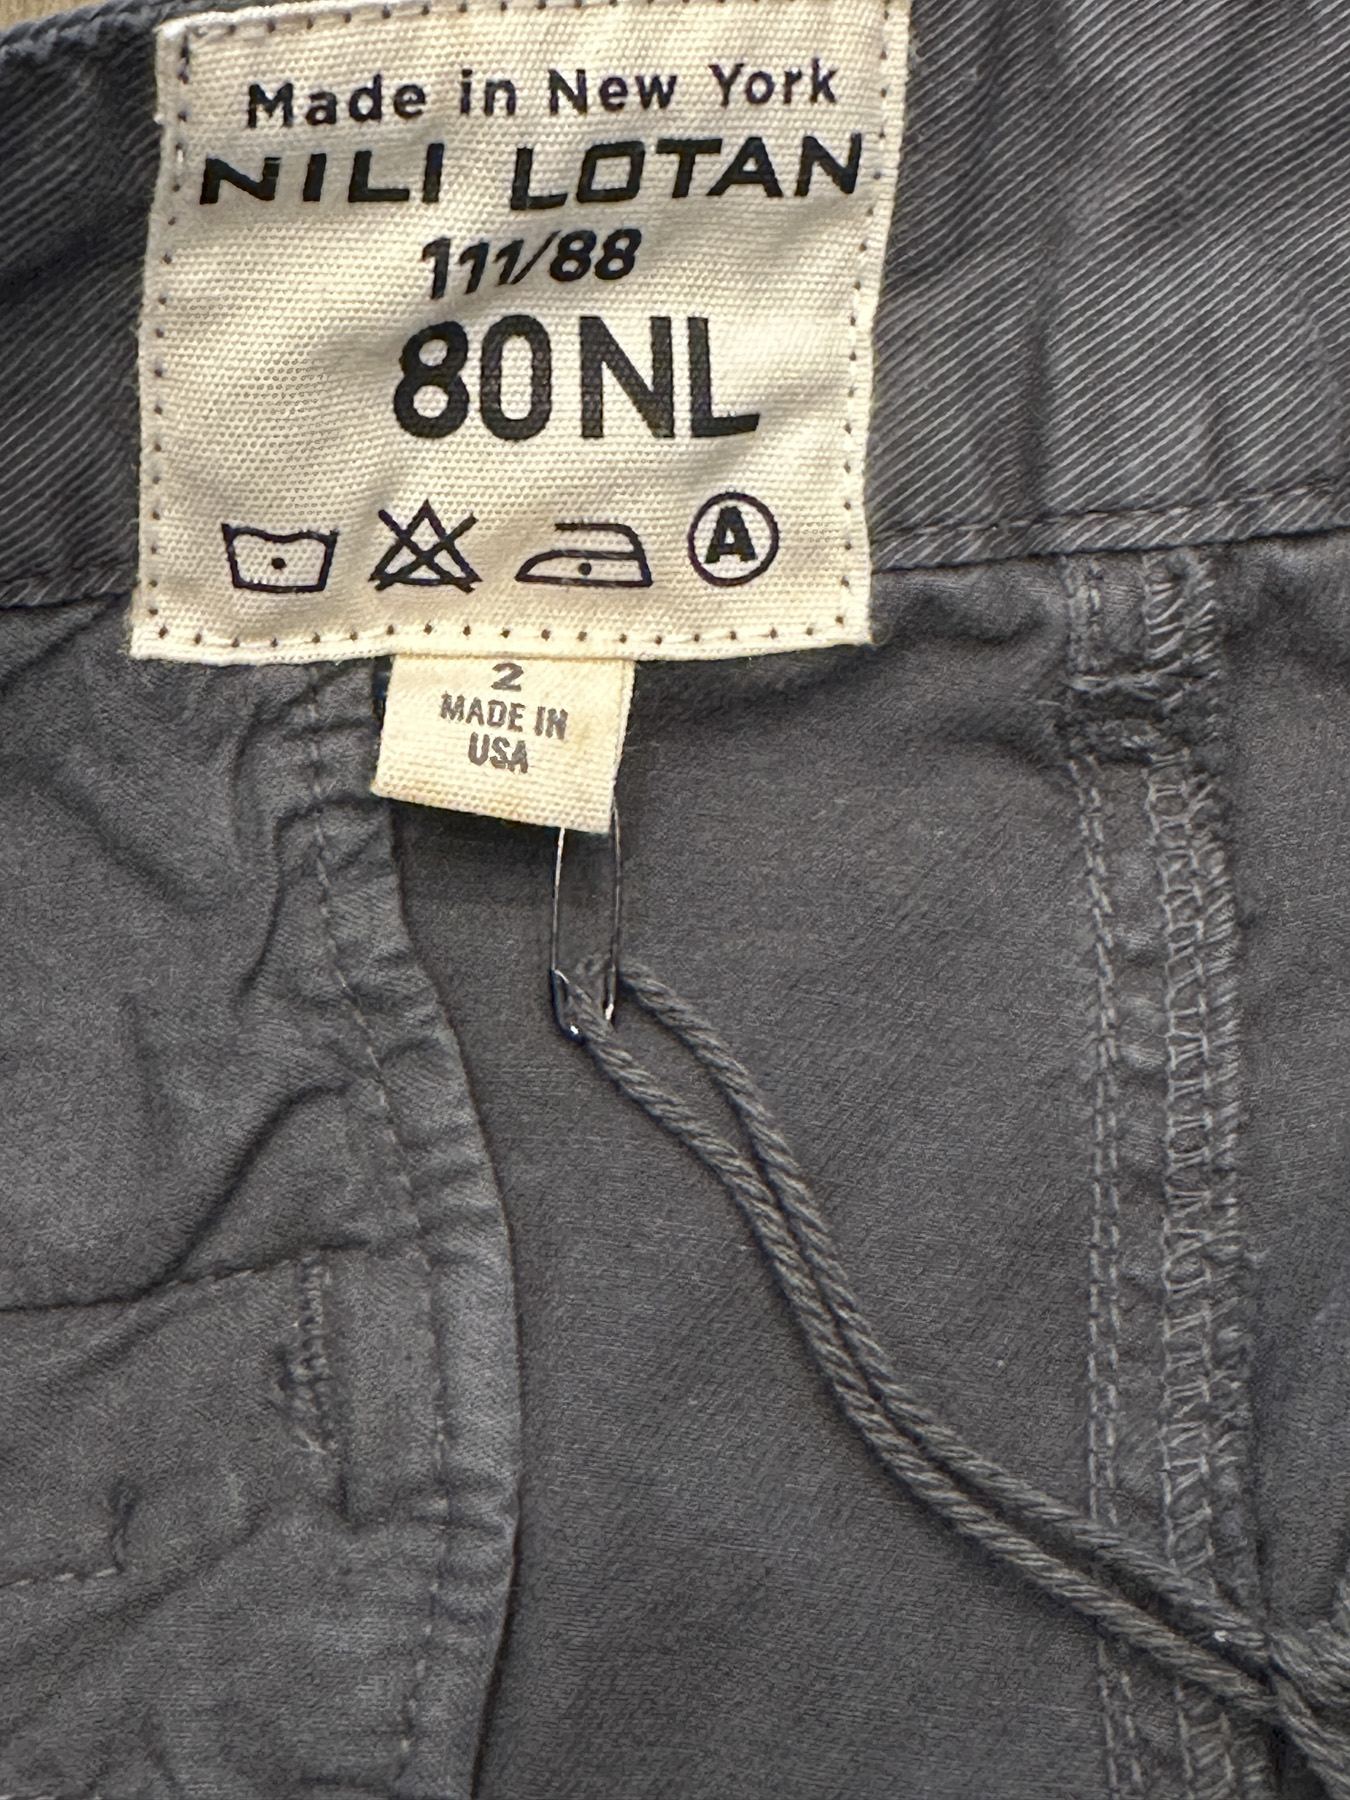 Made in New York
NILI LOTAN
111/88
80NL
A
2
MADE IN
USA